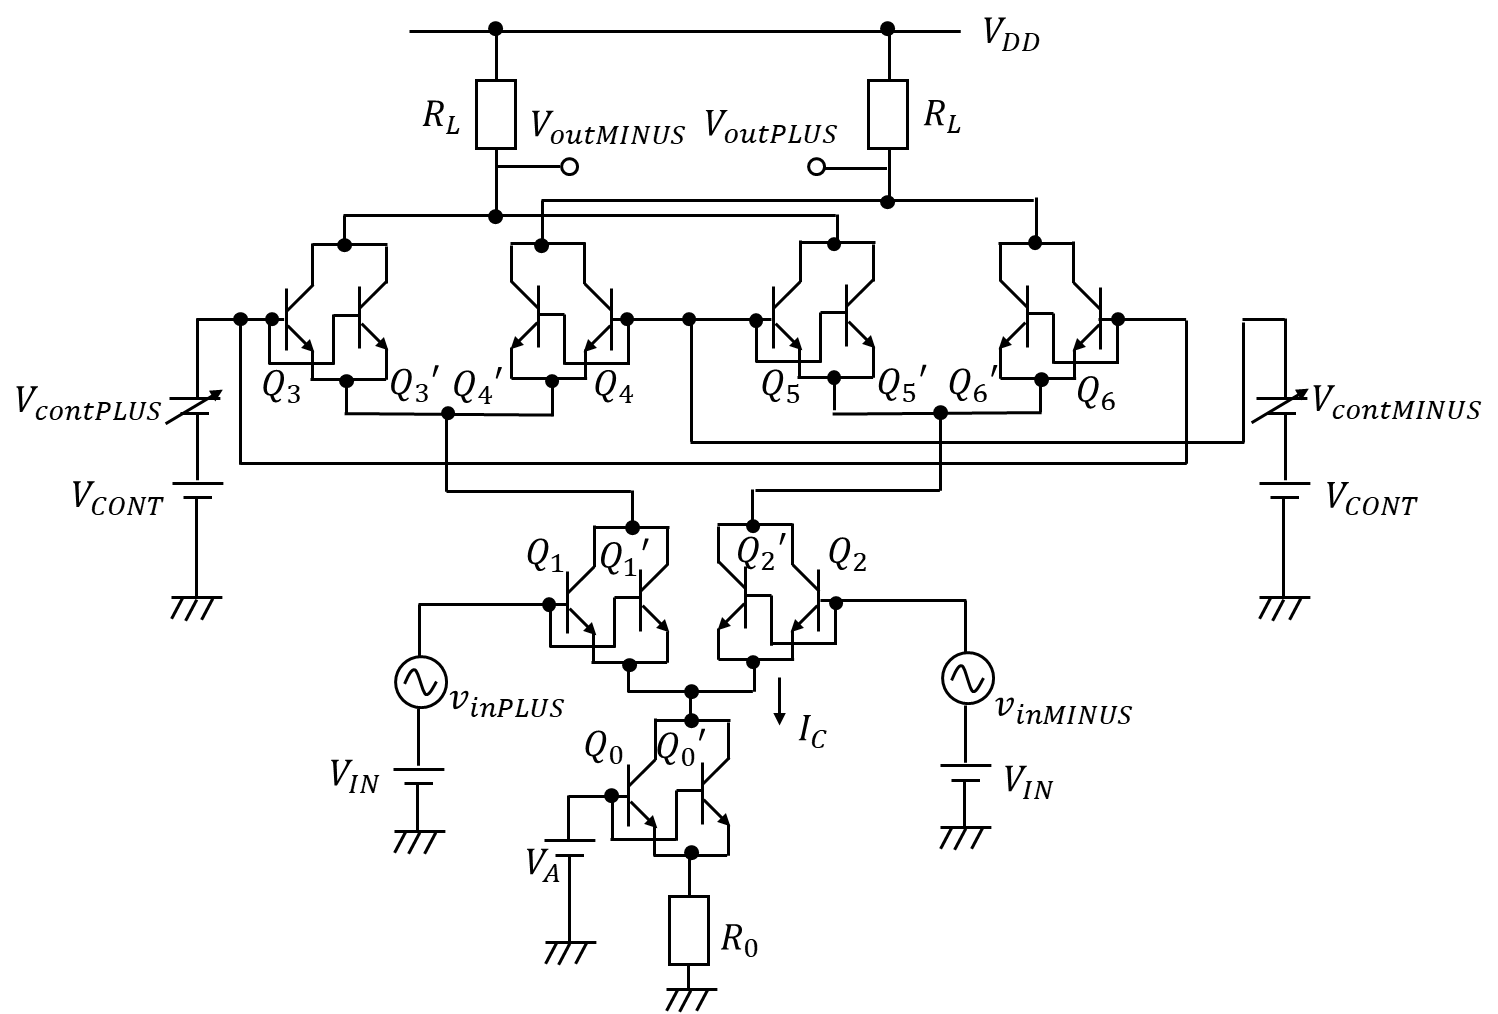 V_DD
R_L
V_outMINUS
V_outPLUS
R_L
Q_3
Q_3'
Q_4'
Q_4
Q_5
Q_5'
Q_6'
Q_6
V_contPLUS
V_contMINUS
V_CONT
V_CONT
Q_1
Q_1'
Q_2'
Q_2
v_inPLUS
v_inMINUS
I_C
Q_0
Q_0'
V_IN
V_IN
V_A
R_0